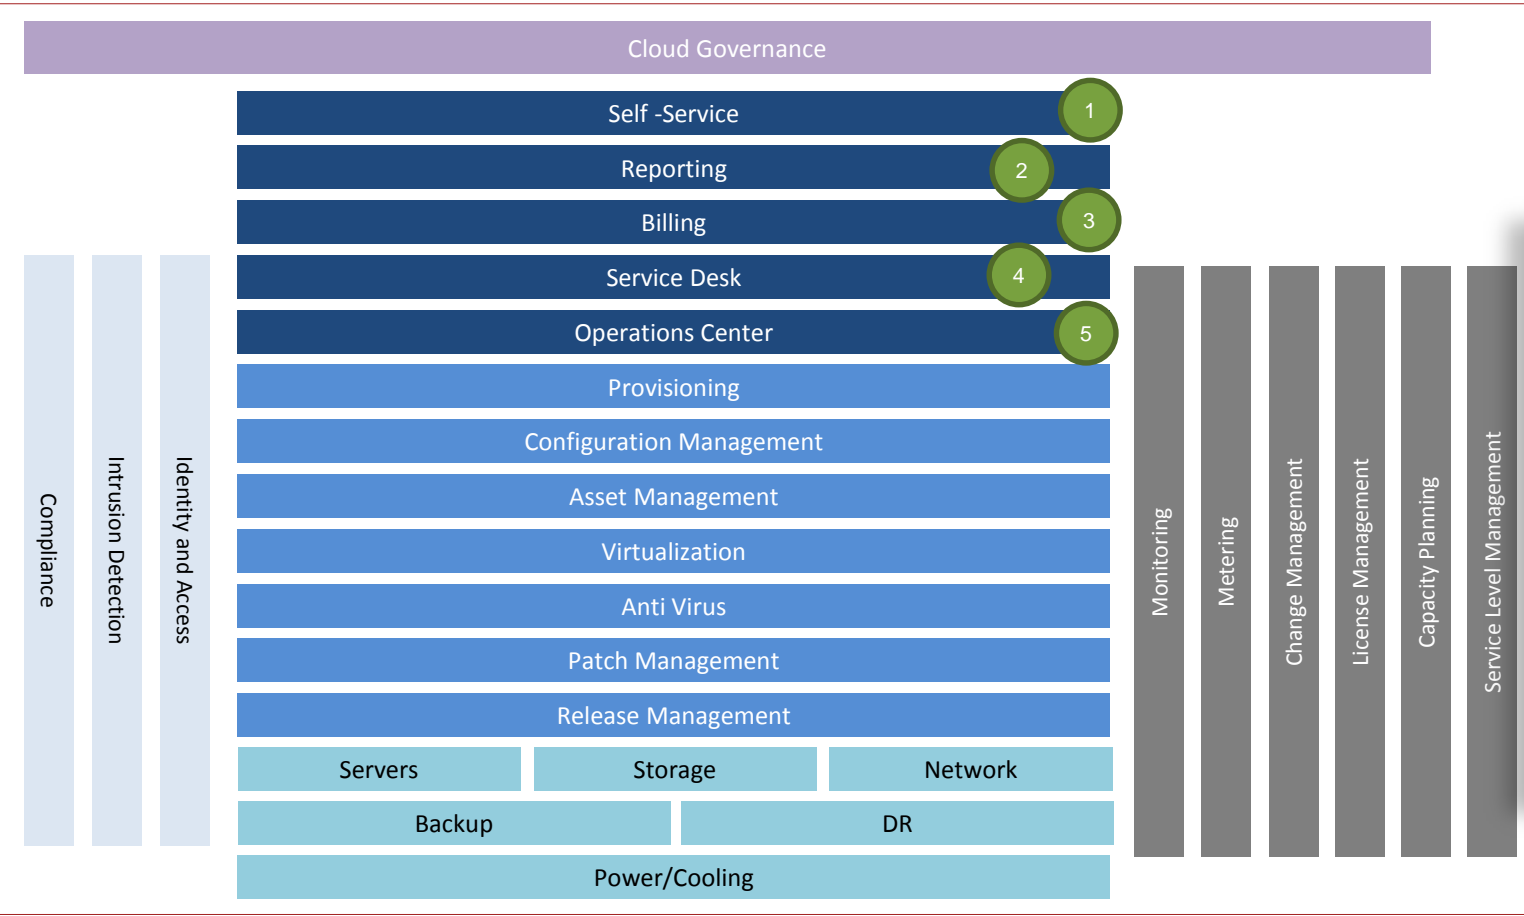 Cloud Governance
Self -Service
1
Reporting
2
Billing
3
Service Desk
4
Operations Center
5
Provisioning
Configuration Management
Asset Management
Virtualization
Anti Virus
Patch Management
Release Management
Servers
Storage
Network
Backup
DR
Power/Cooling
Compliance
Intrusion Detection
Identity and Access
Monitoring
Metering
Change Management
License Management
Capacity Planning
Service Level Management